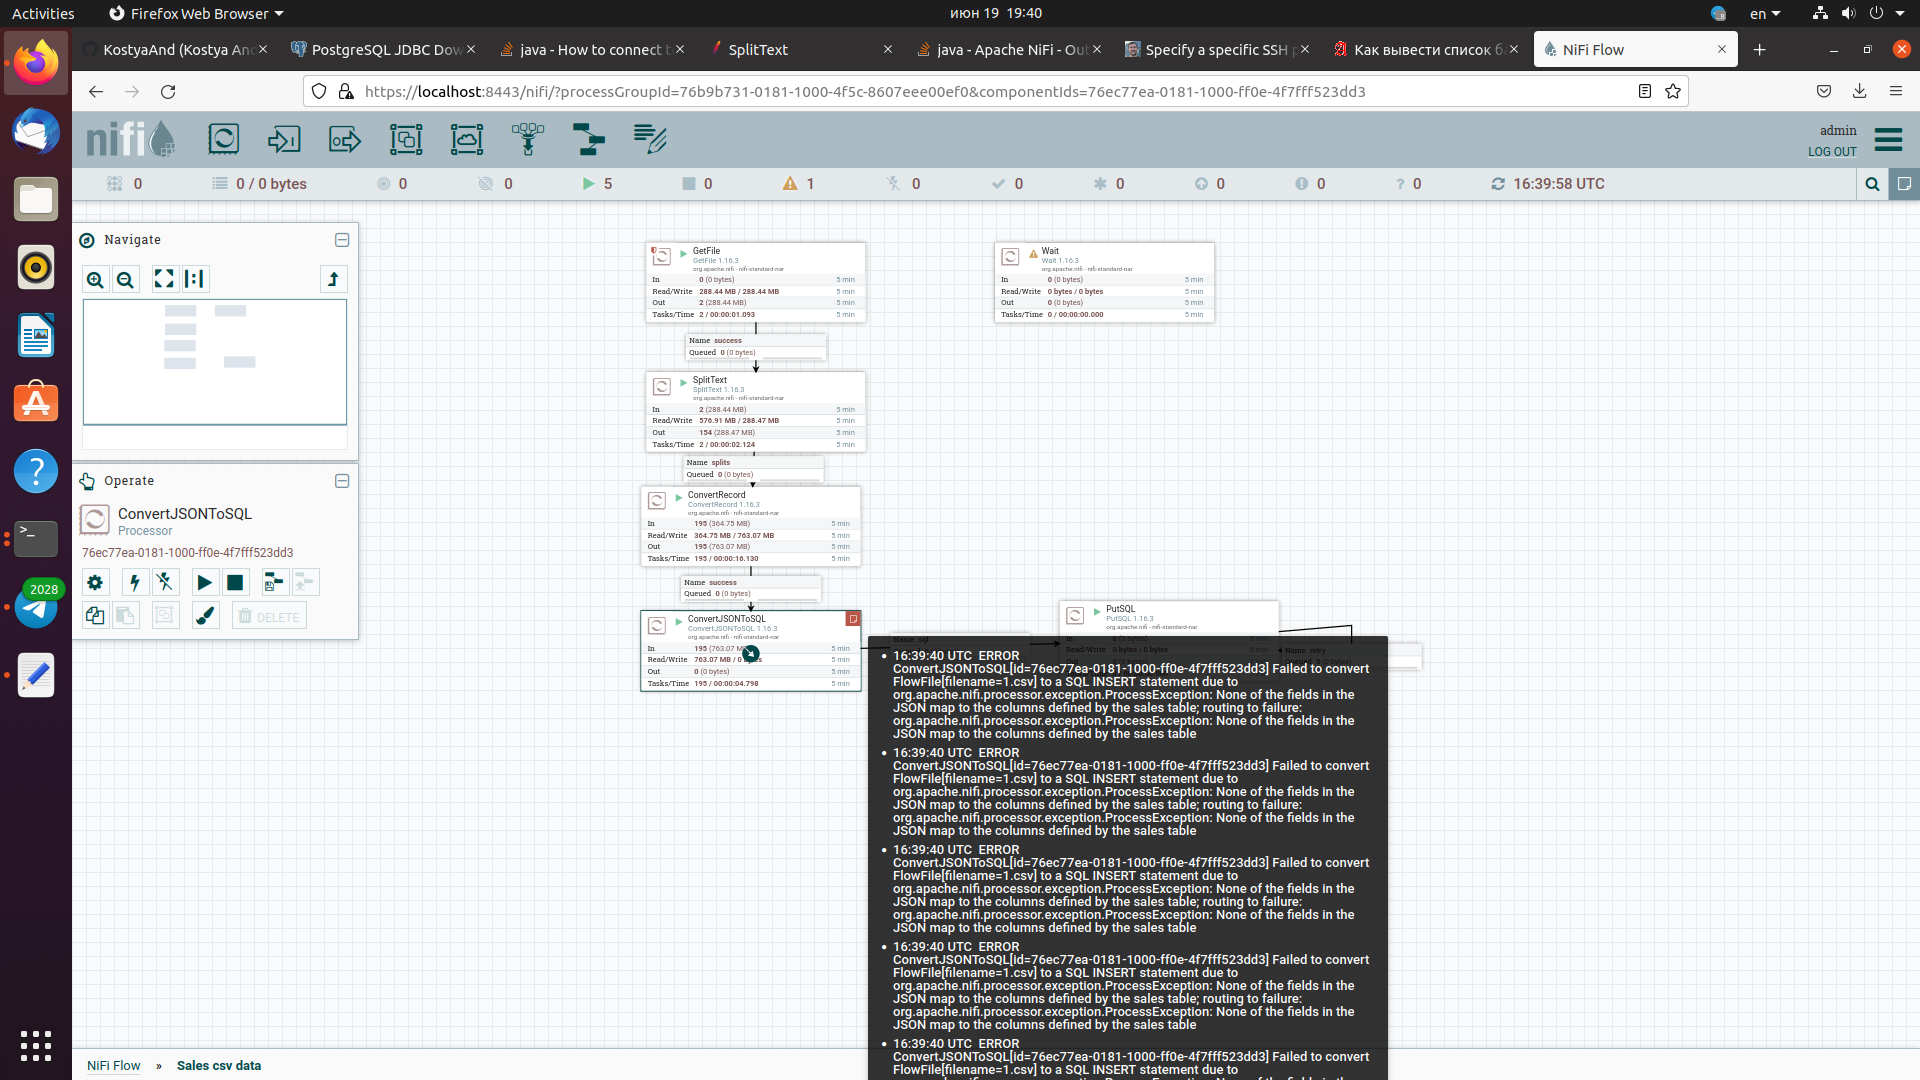 Activities
Firefox Web Browser
июн 19  19:40
en
KostyaAnd (Kostya An
PostgreSQL JDBC Dow
java - How to connect t
SplitText
java - Apache NiFi - Out
Specify a specific SSH p
Как вывести список б
NiFi Flow
https://localhost:8443/nifi/?processGroupId=76b9b731-0181-1000-4f5c-8607eee00ef0&componentIds=76ec77ea-0181-1000-ff0e-4f7fff523dd3
nifi
admin
LOG OUT
0
0 / 0 bytes
0
0
5
0
1
0
0
0
0
0
? 0
16:39:58 UTC
Navigate
Operate
ConvertJSONToSQL
Processor
76ec77ea-0181-1000-ff0e-4f7fff523dd3
DELETE
2028
GetFile
GetFile 1.16.3
org.apache.nifi - nifi-standard-nar
In 0 (0 bytes) 5 min
Read/Write 288.44 MB / 288.44 MB 5 min
Out 2 (288.44 MB) 5 min
Tasks/Time 2 / 00:00:01.093 5 min
Name success
Queued 0 (0 bytes)
Wait
Wait 1.16.3
org.apache.nifi - nifi-standard-nar
In 0 (0 bytes) 5 min
Read/Write 0 bytes / 0 bytes 5 min
Out 0 (0 bytes) 5 min
Tasks/Time 0 / 00:00:00.000 5 min
SplitText
SplitText 1.16.3
org.apache.nifi - nifi-standard-nar
In 2 (288.44 MB) 5 min
Read/Write 576.91 MB / 288.47 MB 5 min
Out 154 (288.47 MB) 5 min
Tasks/Time 2 / 00:00:02.124 5 min
Name splits
Queued 0 (0 bytes)
ConvertRecord
ConvertRecord 1.16.3
org.apache.nifi - nifi-standard-nar
In 195 (364.75 MB) 5 min
Read/Write 364.75 MB / 763.07 MB 5 min
Out 195 (763.07 MB) 5 min
Tasks/Time 195 / 00:00:16.130 5 min
Name success
Queued 0 (0 bytes)
ConvertJSONToSQL
ConvertJSONToSQL 1.16.3
org.apache.nifi - nifi-standard-nar
In 195 (763.07 5 min
Read/Write 763.07 MB / 0 5 min
Out 0 (0 bytes) 5 min
Tasks/Time 195 / 00:00:04.798 5 min
Name sql
PutSQL
PutSQL 1.16.3
org.apache.nifi - nifi-standard-nar
In 0 (0 bytes) 5 min
Read/Write 0 bytes / 0 bytes 5 min
Name retry
16:39:40 UTC  ERROR
ConvertJSONToSQL[id=76ec77ea-0181-1000-ff0e-4f7fff523dd3] Failed to convert
FlowFile[filename=1.csv] to a SQL INSERT statement due to
org.apache.nifi.processor.exception.ProcessException: None of the fields in the
JSON map to the columns defined by the sales table; routing to failure:
org.apache.nifi.processor.exception.ProcessException: None of the fields in the
JSON map to the columns defined by the sales table
16:39:40 UTC  ERROR
ConvertJSONToSQL[id=76ec77ea-0181-1000-ff0e-4f7fff523dd3] Failed to convert
FlowFile[filename=1.csv] to a SQL INSERT statement due to
org.apache.nifi.processor.exception.ProcessException: None of the fields in the
JSON map to the columns defined by the sales table; routing to failure:
org.apache.nifi.processor.exception.ProcessException: None of the fields in the
JSON map to the columns defined by the sales table
16:39:40 UTC  ERROR
ConvertJSONToSQL[id=76ec77ea-0181-1000-ff0e-4f7fff523dd3] Failed to convert
FlowFile[filename=1.csv] to a SQL INSERT statement due to
org.apache.nifi.processor.exception.ProcessException: None of the fields in the
JSON map to the columns defined by the sales table; routing to failure:
org.apache.nifi.processor.exception.ProcessException: None of the fields in the
JSON map to the columns defined by the sales table
16:39:40 UTC  ERROR
ConvertJSONToSQL[id=76ec77ea-0181-1000-ff0e-4f7fff523dd3] Failed to convert
FlowFile[filename=1.csv] to a SQL INSERT statement due to
org.apache.nifi.processor.exception.ProcessException: None of the fields in the
JSON map to the columns defined by the sales table; routing to failure:
org.apache.nifi.processor.exception.ProcessException: None of the fields in the
JSON map to the columns defined by the sales table
16:39:40 UTC  ERROR
ConvertJSONToSQL[id=76ec77ea-0181-1000-ff0e-4f7fff523dd3] Failed to convert
FlowFile[filename=1.csv] to a SQL INSERT statement due to
NiFi Flow » Sales csv data